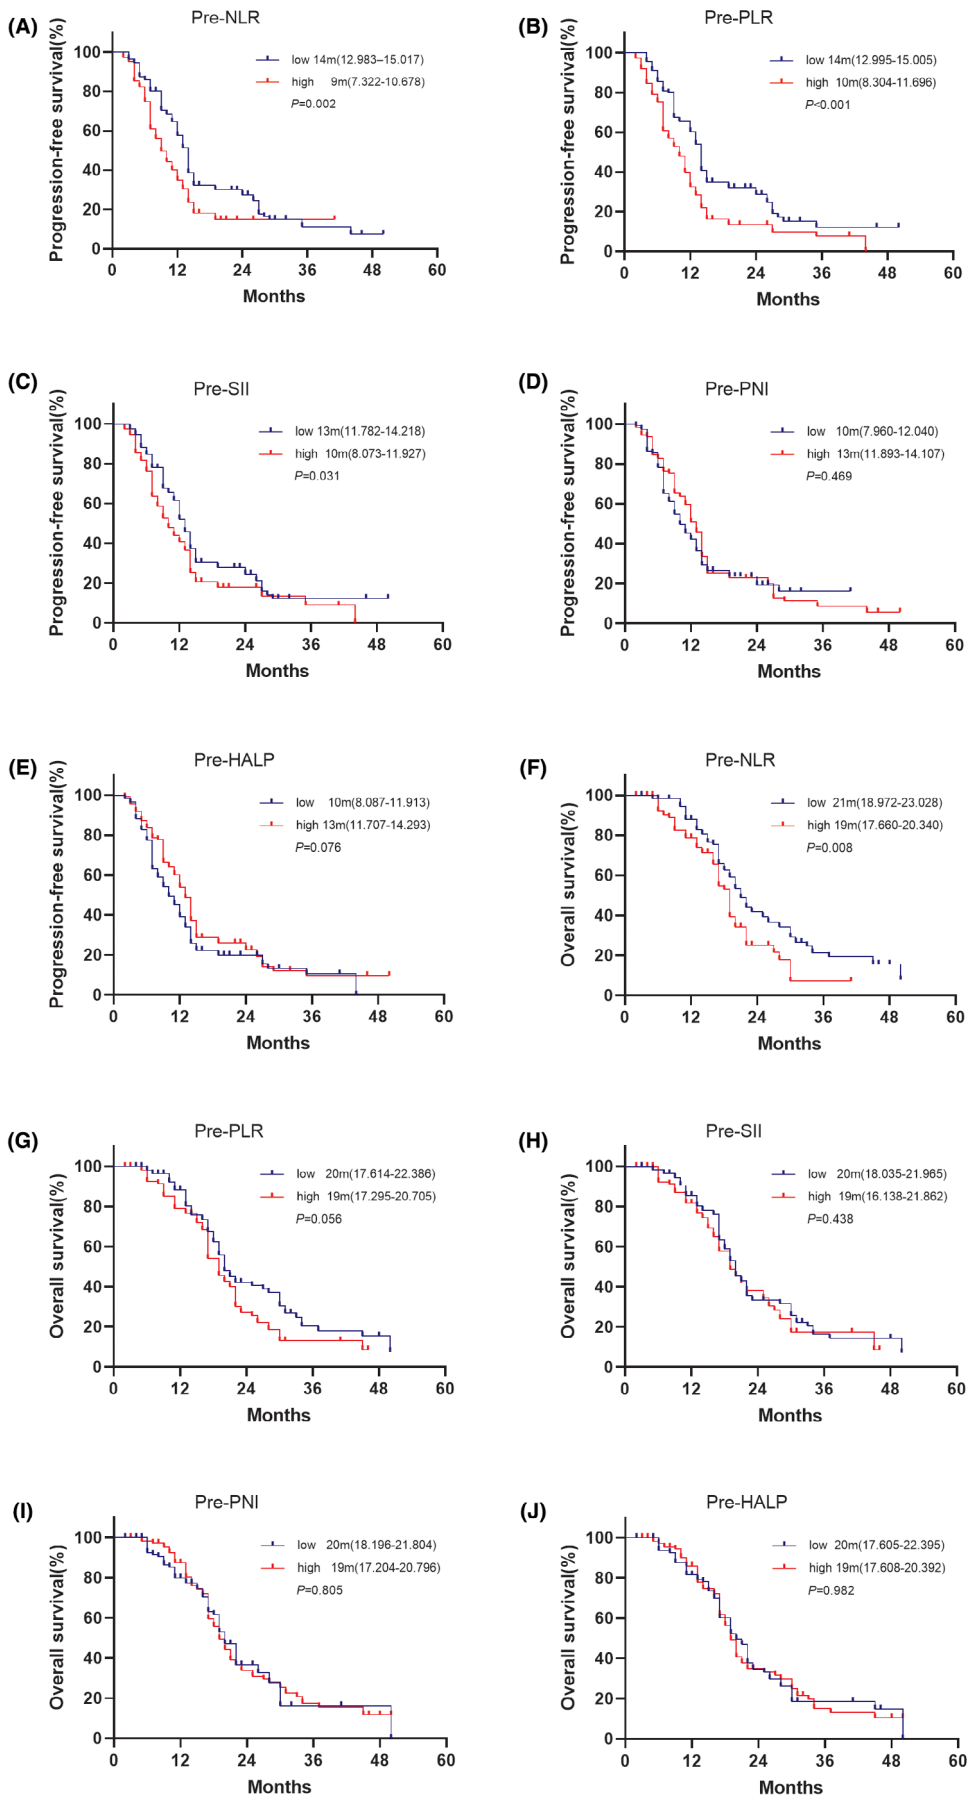 (A)
Pre-NLR
Progression-free survival(%)
100
80
60
40
20
0
low 14m(12.983–15.017)
high 9m(7.322-10.678)
P=0.002
0 12 24 36 48 60
Months
(B)
Pre-PLR
Progression-free survival(%)
100
80
60
40
20
0
low 14m(12.995-15.005)
high 10m(8.304-11.696)
P<0.001
0 12 24 36 48 60
Months
(C)
Pre-SII
Progression-free survival(%)
100
80
60
40
20
0
low 13m(11.782-14.218)
high 10m(8.073-11.927)
P=0.031
0 12 24 36 48 60
Months
(D)
Pre-PNI
Progression-free survival(%)
100
80
60
40
20
0
low 10m(7.960-12.040)
high 13m(11.893-14.107)
P=0.469
0 12 24 36 48 60
Months
(E)
Pre-HALP
Progression-free survival(%)
100
80
60
40
20
0
low 10m(8.087-11.913)
high 13m(11.707-14.293)
P=0.076
0 12 24 36 48 60
Months
(F)
Pre-NLR
Overall survival(%)
100
80
60
40
20
0
low 21m(18.972-23.028)
high 19m(17.660-20.340)
P=0.008
0 12 24 36 48 60
Months
(G)
Pre-PLR
Overall survival(%)
100
80
60
40
20
0
low 20m(17.614-22.386)
high 19m(17.295-20.705)
P=0.056
0 12 24 36 48 60
Months
(H)
Pre-SII
Overall survival(%)
100
80
60
40
20
0
low 20m(18.035-21.965)
high 19m(16.138-21.862)
P=0.438
0 12 24 36 48 60
Months
(I)
Pre-PNI
Overall survival(%)
100
80
60
40
20
0
low 20m(18.196-21.804)
high 19m(17.204-20.796)
P=0.805
0 12 24 36 48 60
Months
(J)
Pre-HALP
Overall survival(%)
100
80
60
40
20
0
low 20m(17.605-22.395)
high 19m(17.608-20.392)
P=0.982
0 12 24 36 48 60
Months